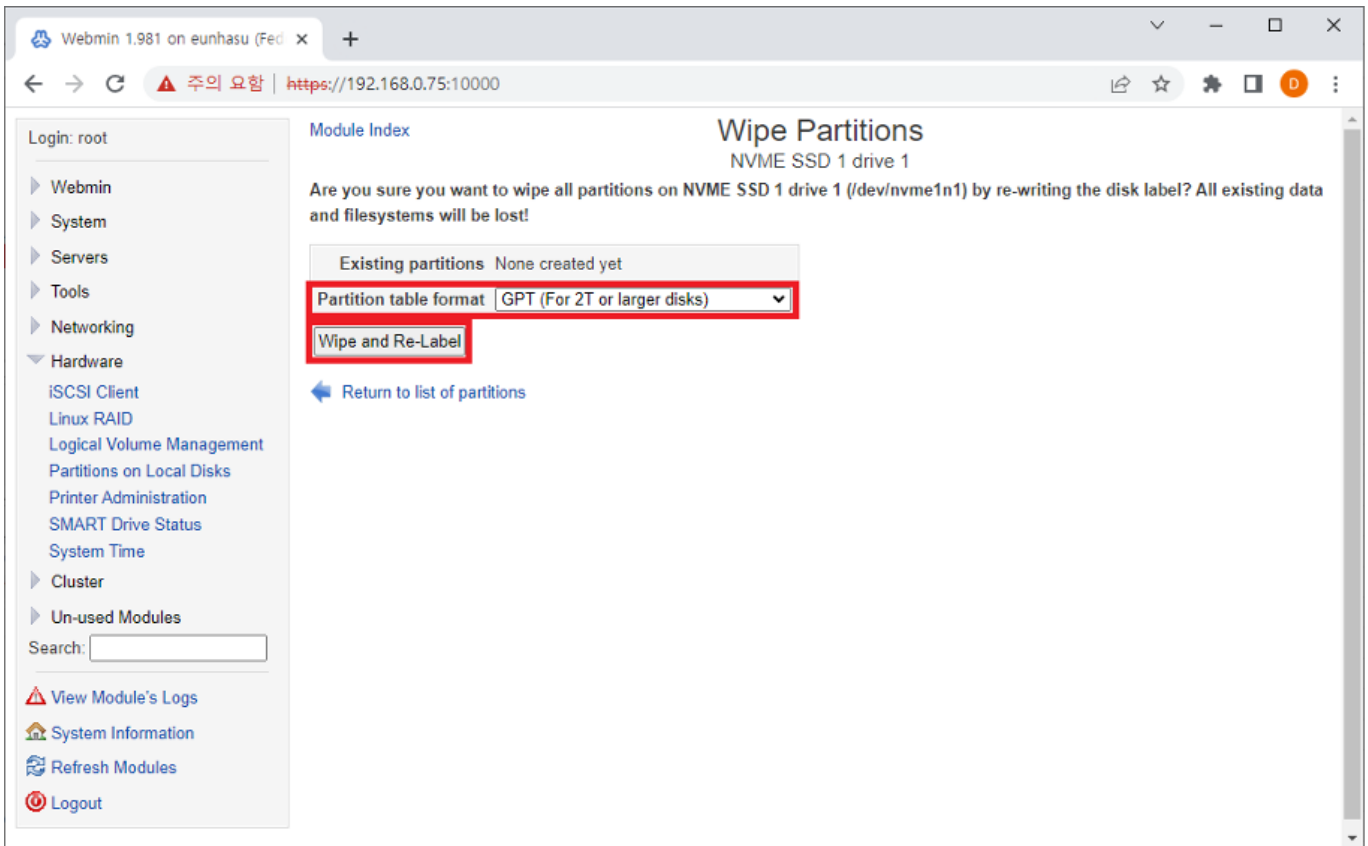 Webmin 1.981 on eunhasu (Fed
주의 요함 https://192.168.0.75:10000
D
Login: root
Webmin
System
Servers
Tools
Networking
Hardware
iSCSI Client
Linux RAID
Logical Volume Management
Partitions on Local Disks
Printer Administration
SMART Drive Status
System Time
Cluster
Un-used Modules
Search:
View Module's Logs
System Information
Refresh Modules
Logout
Module Index
Wipe Partitions
NVME SSD 1 drive 1
Are you sure you want to wipe all partitions on NVME SSD 1 drive 1 (/dev/nvme1n1) by re-writing the disk label? All existing data
and filesystems will be lost!
Existing partitions None created yet
Partition table format GPT (For 2T or larger disks)
Wipe and Re-Label
Return to list of partitions